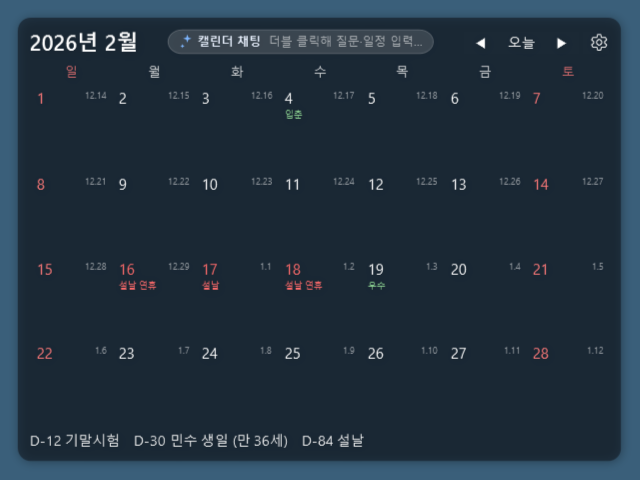 2026년 2월 캘린더 채팅 더블 클릭해 질문·일정 입력... ◀ 오늘 ▶
일 월 화 수 목 금 토
1 12.14 2 12.15 3 12.16 4 12.17 5 12.18 6 12.19 7 12.20
입춘
8 12.21 9 12.22 10 12.23 11 12.24 12 12.25 13 12.26 14 12.27
15 12.28 16 12.29 17 1.1 18 1.2 19 1.3 20 1.4 21 1.5
설날 연휴 설날 설날 연휴 우수
22 1.6 23 1.7 24 1.8 25 1.9 26 1.10 27 1.11 28 1.12
D-12 기말시험 D-30 민수 생일 (만 36세) D-84 설날